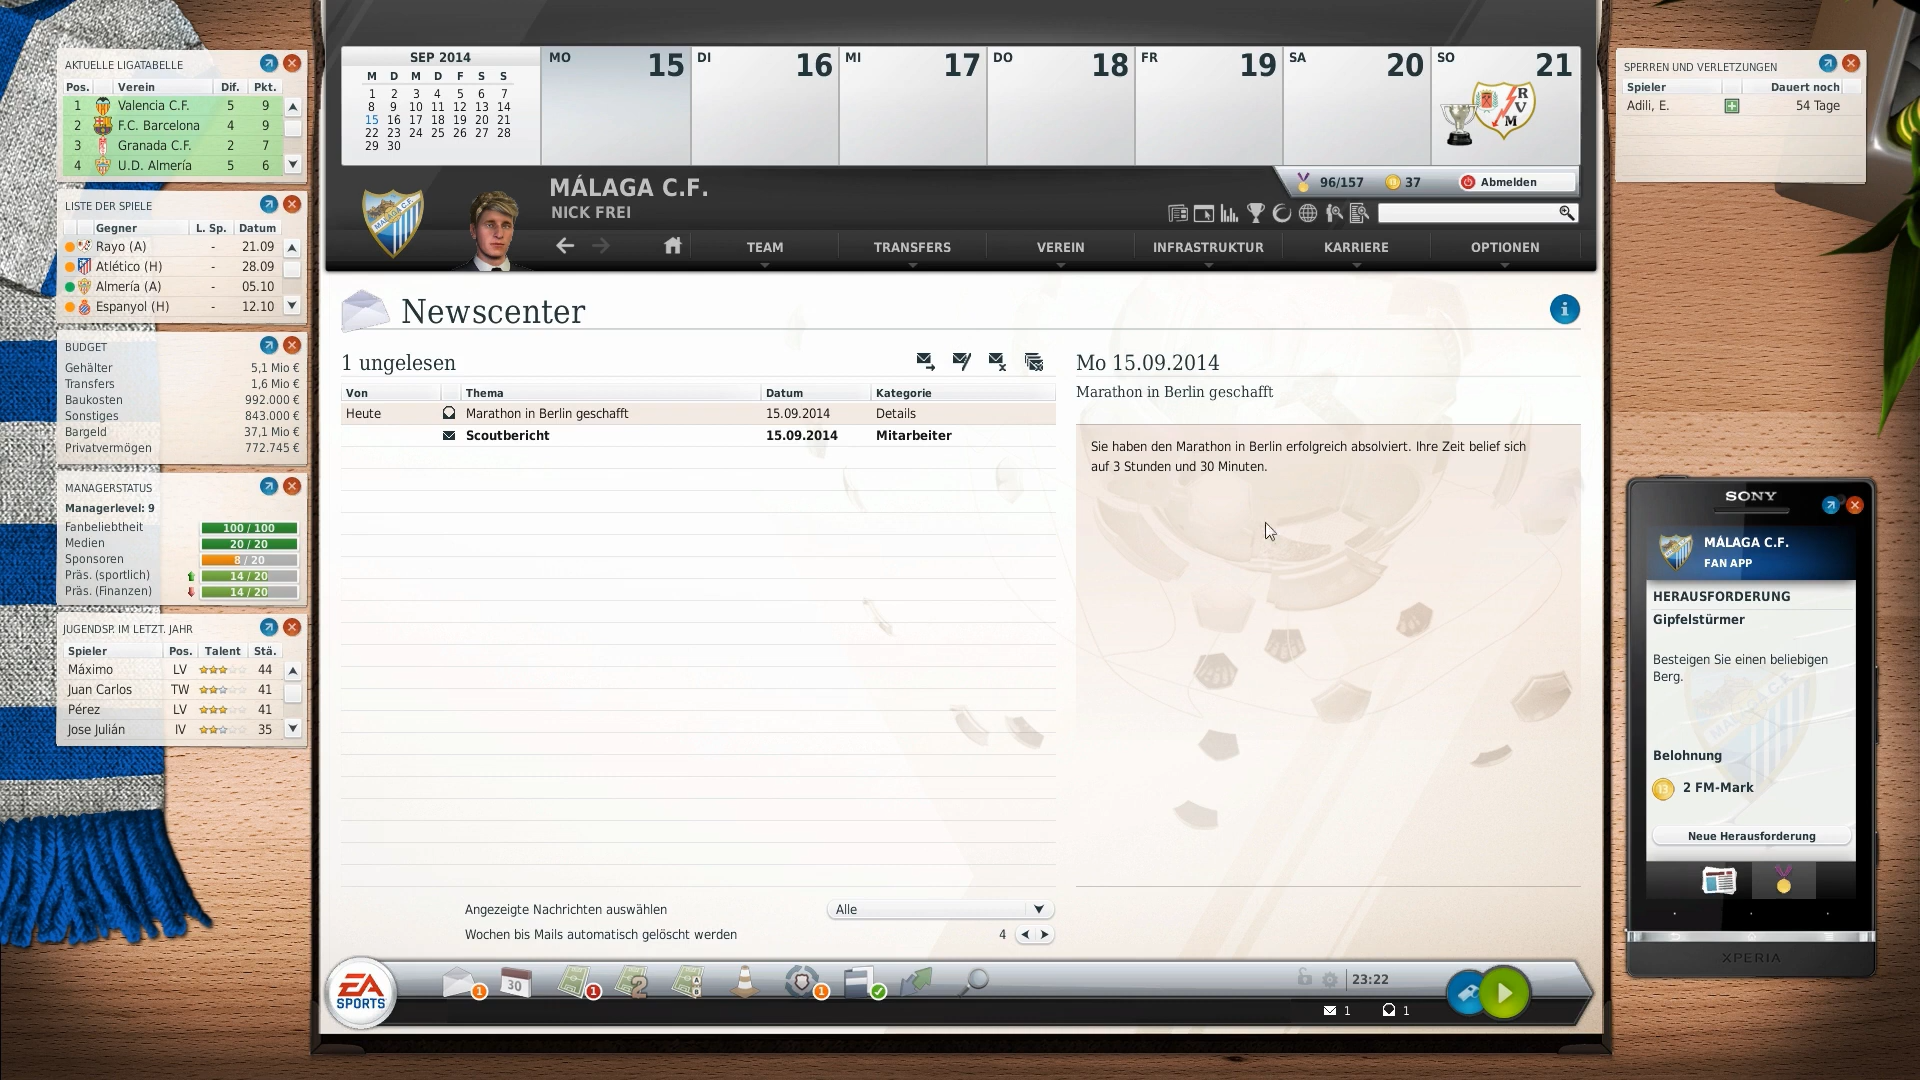 AKTUELLE LIGATABELLE
Pos. Verein Dif. Pkt.
1 Valencia C.F. 5 9
2 F.C. Barcelona 4 9
3 Granada C.F. 2 7
4 U.D. Almería 5 6
LISTE DER SPIELE
Gegner L. Sp. Datum
Rayo (A) - 21.09
Atlético (H) - 28.09
Almería (A) - 05.10
Espanyol (H) - 12.10
BUDGET
Gehälter 5,1 Mio €
Transfers 1,6 Mio €
Baukosten 992.000 €
Sonstiges 843.000 €
Bargeld 37,1 Mio €
Privatvermögen 772.745 €
MANAGERSTATUS
Managerlevel: 9
Fanbeliebtheit 100 / 100
Medien 20 / 20
Sponsoren 8 / 20
Präs. (sportlich) 14 / 20
Präs. (Finanzen) 14 / 20
JUGENDSP. IM LETZT. JAHR
Spieler Pos. Talent Stä.
Máximo LV 44
Juan Carlos TW 41
Pérez LV 41
Jose Julián IV 35
SEP 2014
M D M D F S S
1 2 3 4 5 6 7
8 9 10 11 12 13 14
15 16 17 18 19 20 21
22 23 24 25 26 27 28
29 30
MO 15 DI 16 MI 17 DO 18 FR 19 SA 20 SO 21
R
V
M
MÁLAGA C.F.
NICK FREI
96/157 37 Abmelden
TEAM TRANSFERS VEREIN INFRASTRUKTUR KARRIERE OPTIONEN
Newscenter
1 ungelesen
Von Thema Datum Kategorie
Heute Marathon in Berlin geschafft 15.09.2014 Details
Scoutbericht 15.09.2014 Mitarbeiter
Angezeigte Nachrichten auswählen Alle
Wochen bis Mails automatisch gelöscht werden 4
Mo 15.09.2014
Marathon in Berlin geschafft
Sie haben den Marathon in Berlin erfolgreich absolviert. Ihre Zeit belief sich
auf 3 Stunden und 30 Minuten.
EA
SPORTS
1 30 1 2 1
23:22
1 1
SPERREN UND VERLETZUNGEN
Spieler Dauert noch
Adili, E. 54 Tage
SONY
MÁLAGA C.F.
FAN APP
HERAUSFORDERUNG
Gipfelstürmer
Besteigen Sie einen beliebigen
Berg.
Belohnung
13 2 FM-Mark
Neue Herausforderung
XPERIA